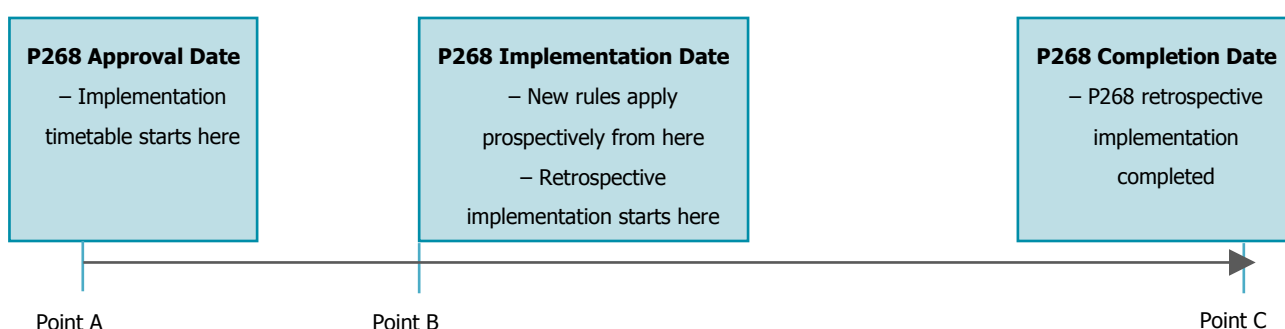 P268 Approval Date
– Implementation
timetable starts here
P268 Implementation Date
– New rules apply
prospectively from here
– Retrospective
implementation starts here
P268 Completion Date
– P268 retrospective
implementation
completed
Point A
Point B
Point C